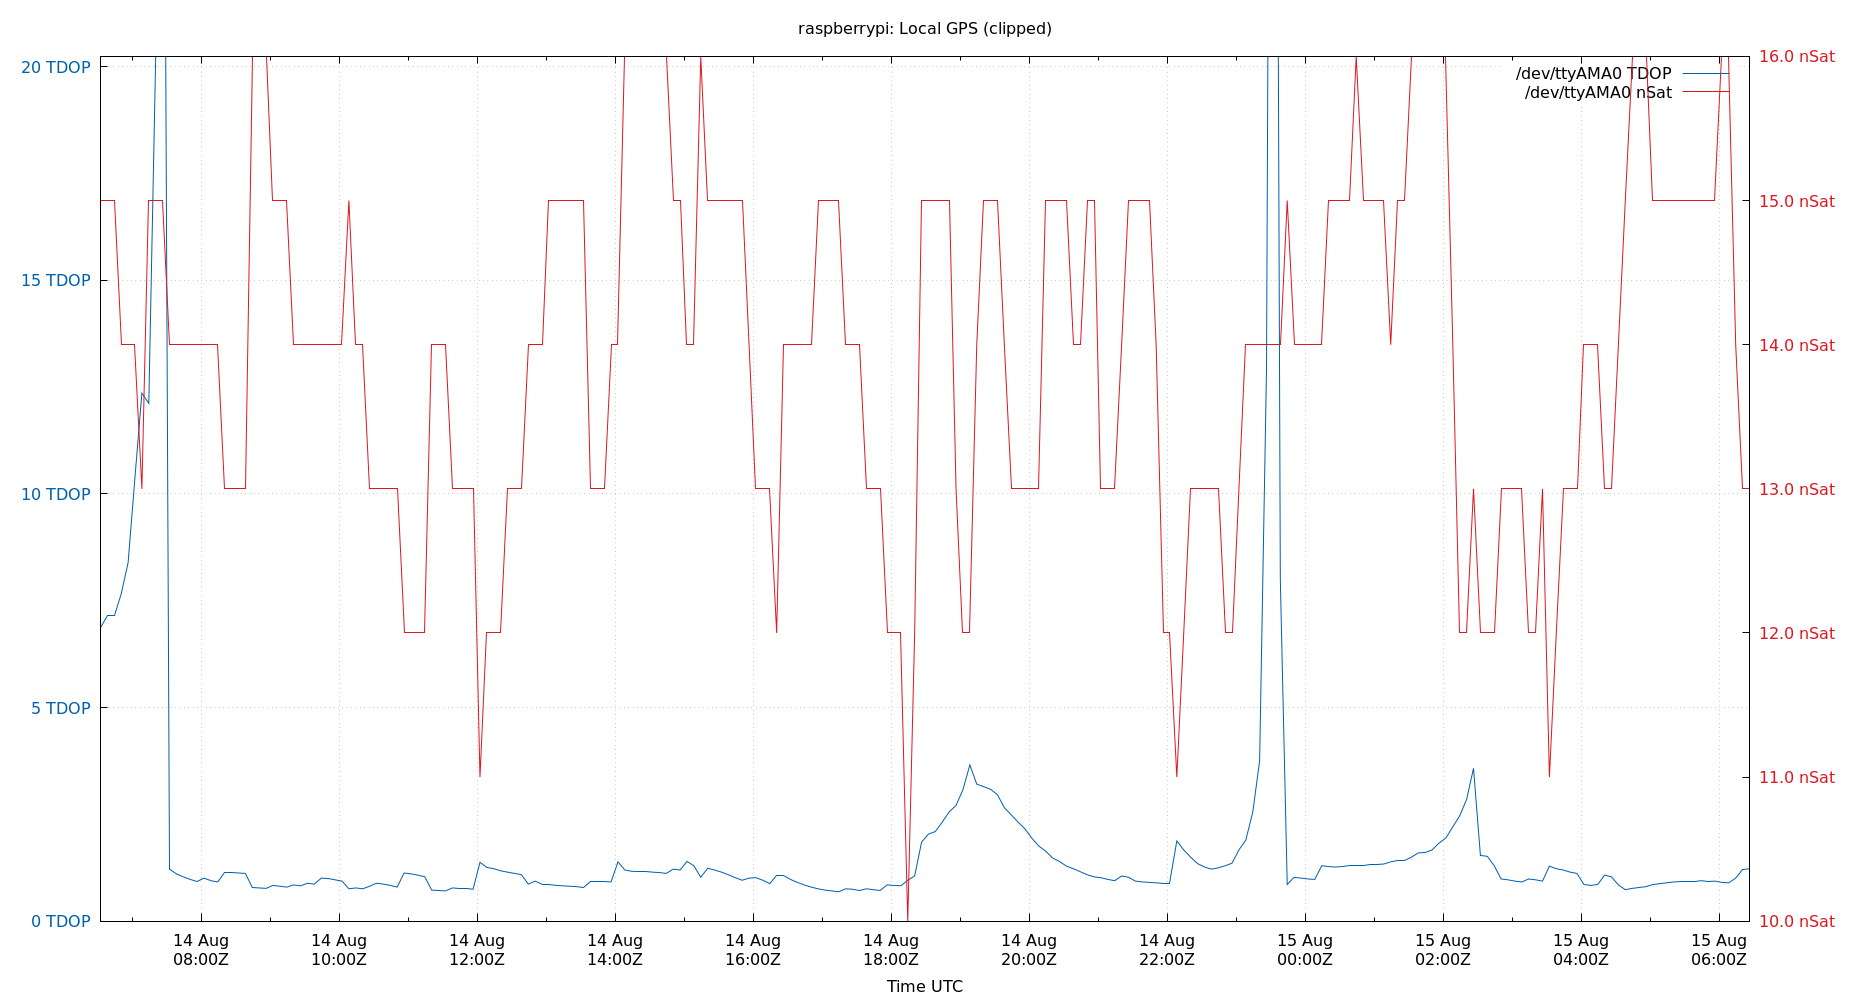 raspberrypi: Local GPS (clipped)
20 TDOP
15 TDOP
10 TDOP
5 TDOP
0 TDOP
16.0 nSat
15.0 nSat
14.0 nSat
13.0 nSat
12.0 nSat
11.0 nSat
10.0 nSat
/dev/ttyAMA0 TDOP
/dev/ttyAMA0 nSat
14 Aug
08:00Z
14 Aug
10:00Z
14 Aug
12:00Z
14 Aug
14:00Z
14 Aug
16:00Z
14 Aug
18:00Z
14 Aug
20:00Z
14 Aug
22:00Z
15 Aug
00:00Z
15 Aug
02:00Z
15 Aug
04:00Z
15 Aug
06:00Z
Time UTC